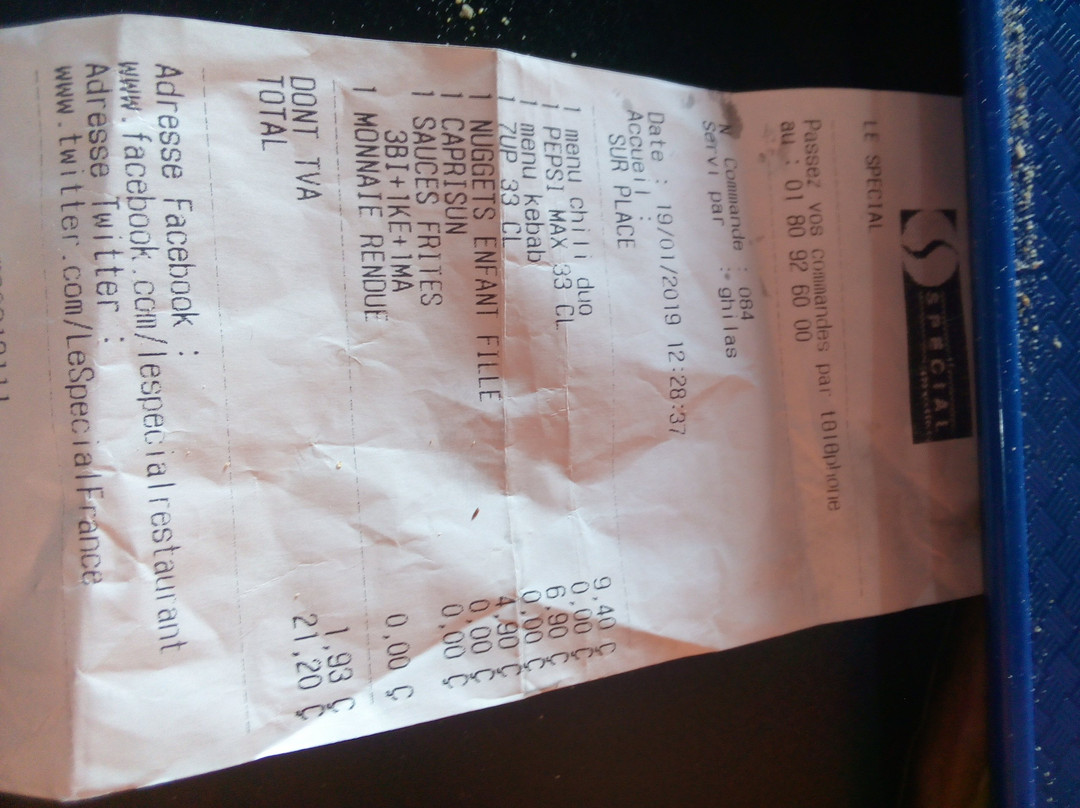 SPECIAL
LE SPECIAL
Passez vos commandes par téléphone
au : 01 80 92 60 00
N Commande : 084
Servi par : ghilas
Date : 19/01/2019 12:28:37
Accueil :
SUR PLACE
1 menu chili duo 9,40 Ç
1 PEPSI MAX 33 CL 0,00 Ç
1 menu kebab 6,90 Ç
1 7UP 33 CL 0,00 Ç
1 NUGGETS ENFANT FILLE 4,90 Ç
1 CAPRISUN 0,00 Ç
1 SAUCES FRITES 0,00 Ç
3BI+1KE+1MA
1 MONNAIE RENDUE 0,00 Ç
DONT TVA 1,93 Ç
TOTAL 21,20 Ç
Adresse Facebook :
www.facebook.com/lespecialrestaurant
Adresse Twitter :
www.twitter.com/LeSpecialFrance